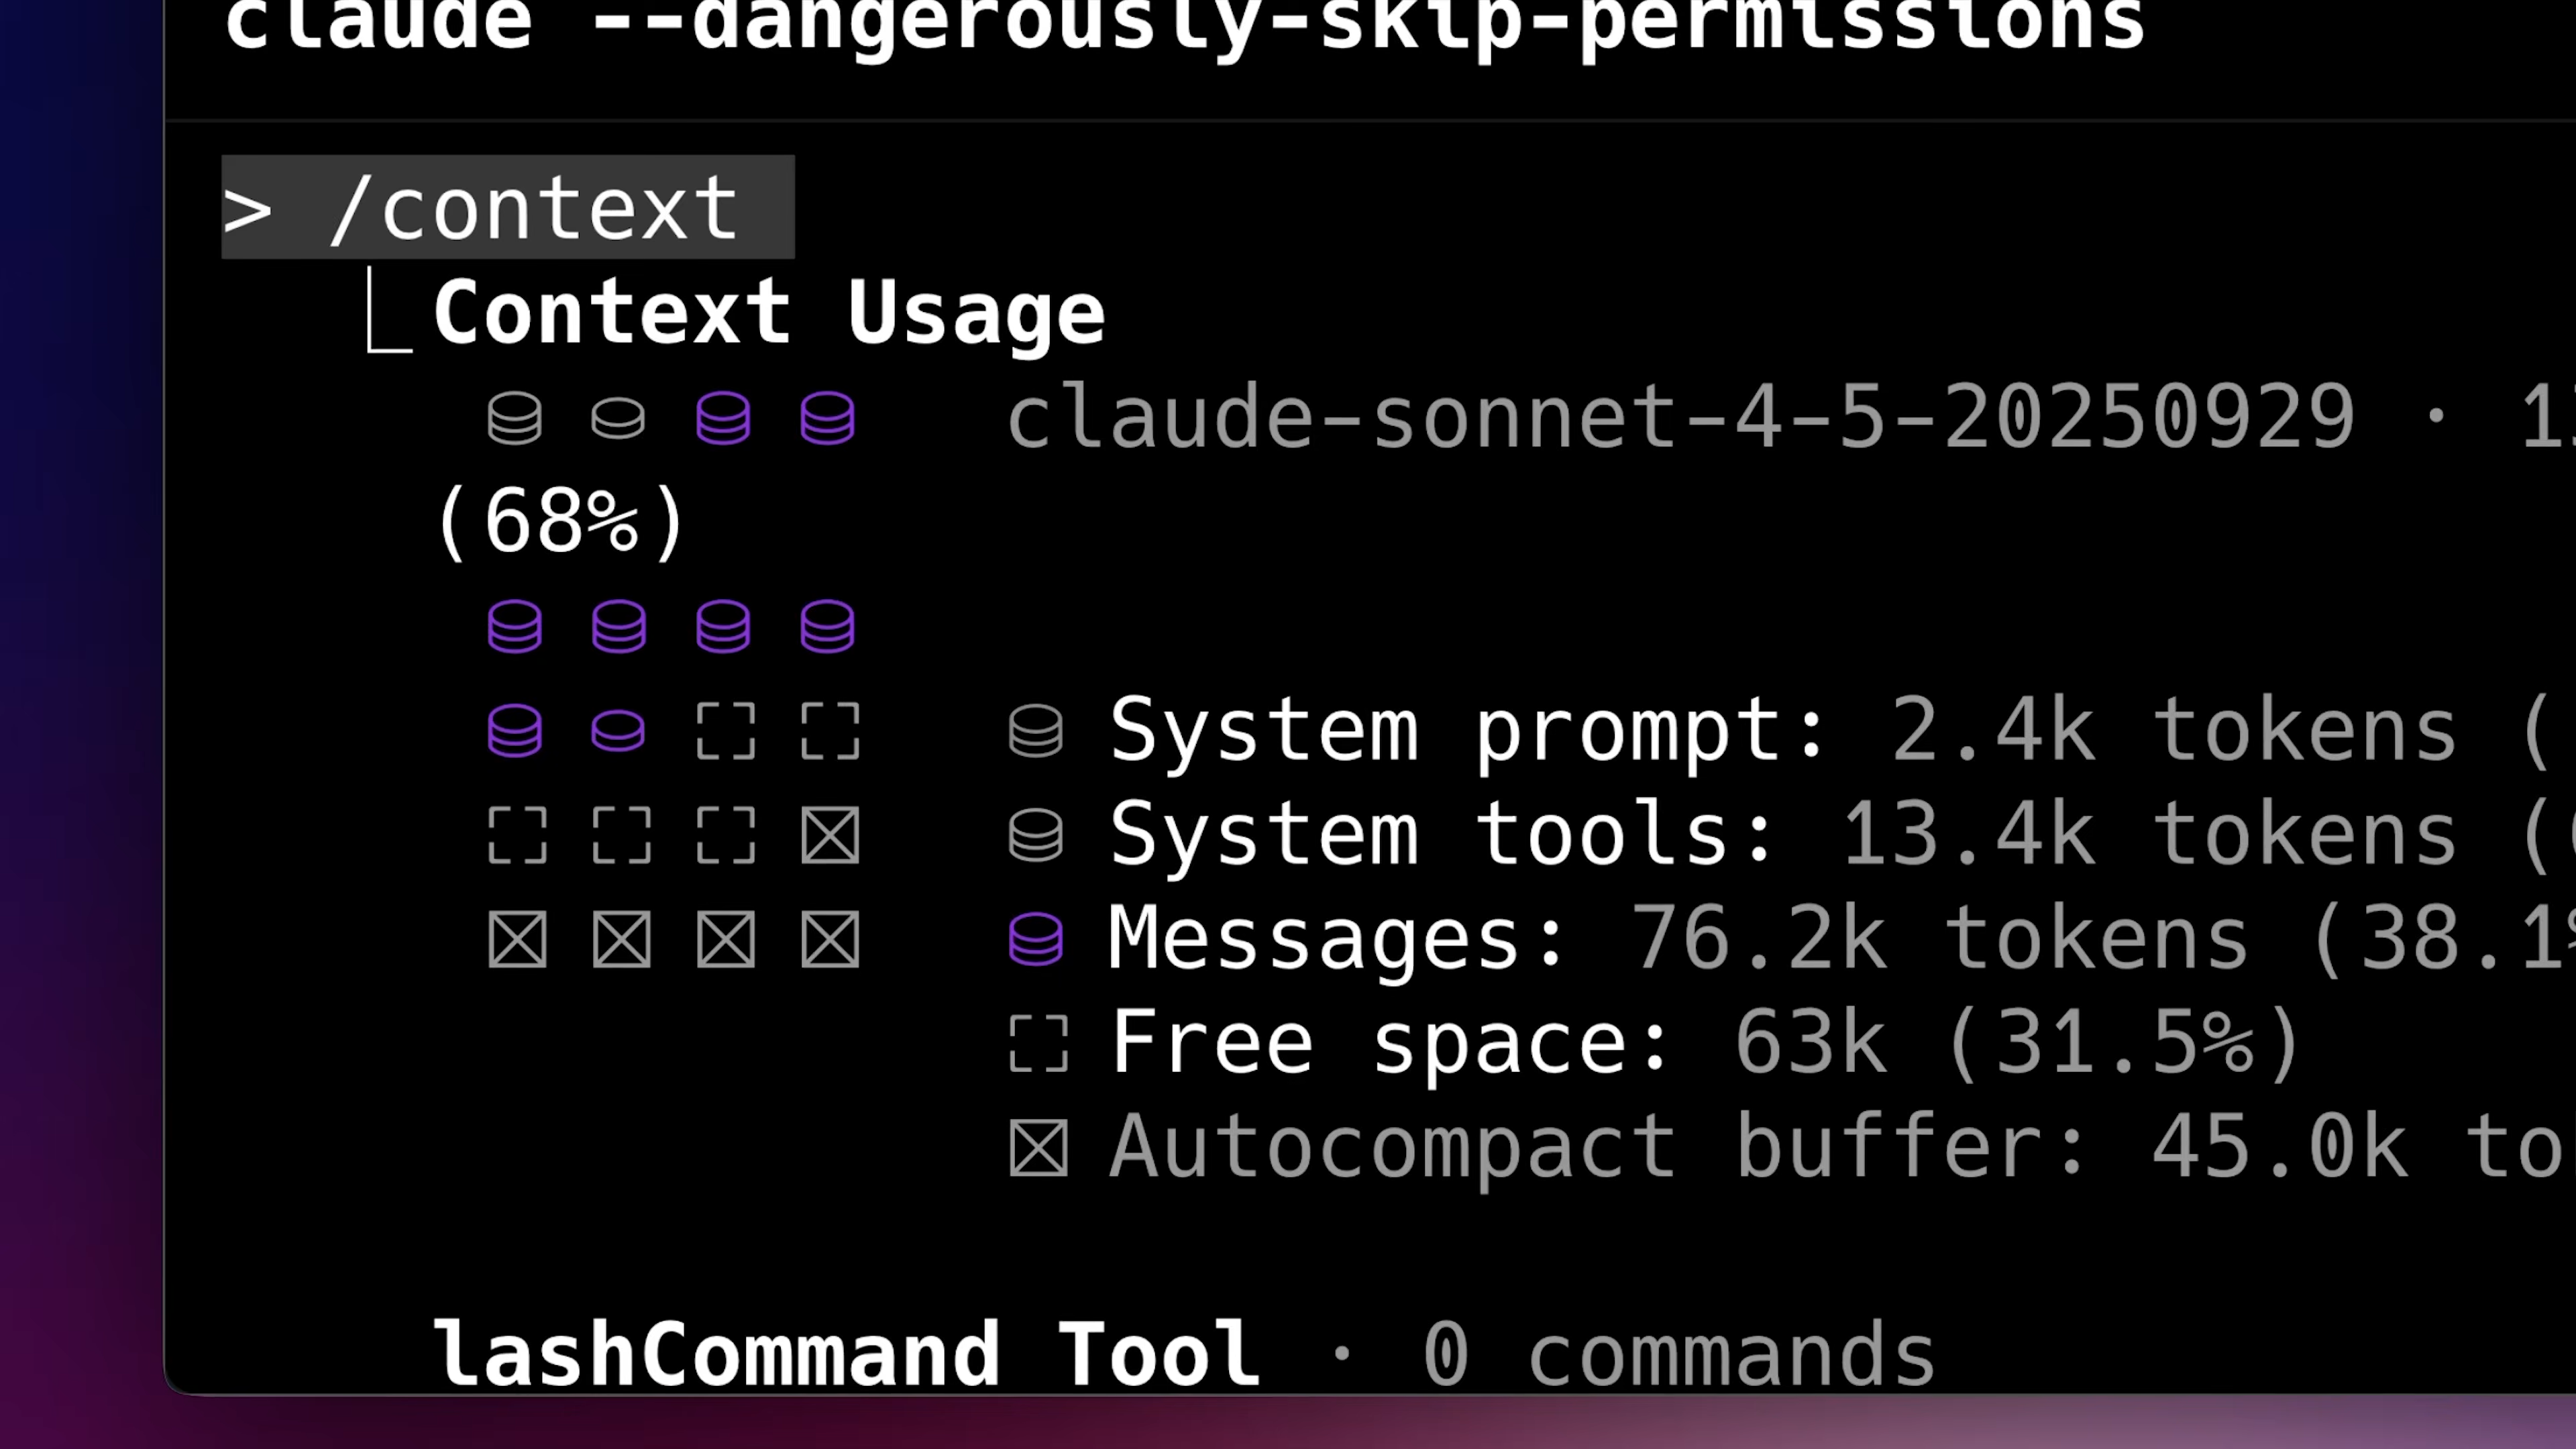 claude --dangerously-skip-permissions
> /context
Context Usage
claude-sonnet-4-5-20250929 · 1
(68%)
System prompt: 2.4k tokens (
System tools: 13.4k tokens (
Messages: 76.2k tokens (38.1%
Free space: 63k (31.5%)
Autocompact buffer: 45.0k to
lashCommand Tool · 0 commands